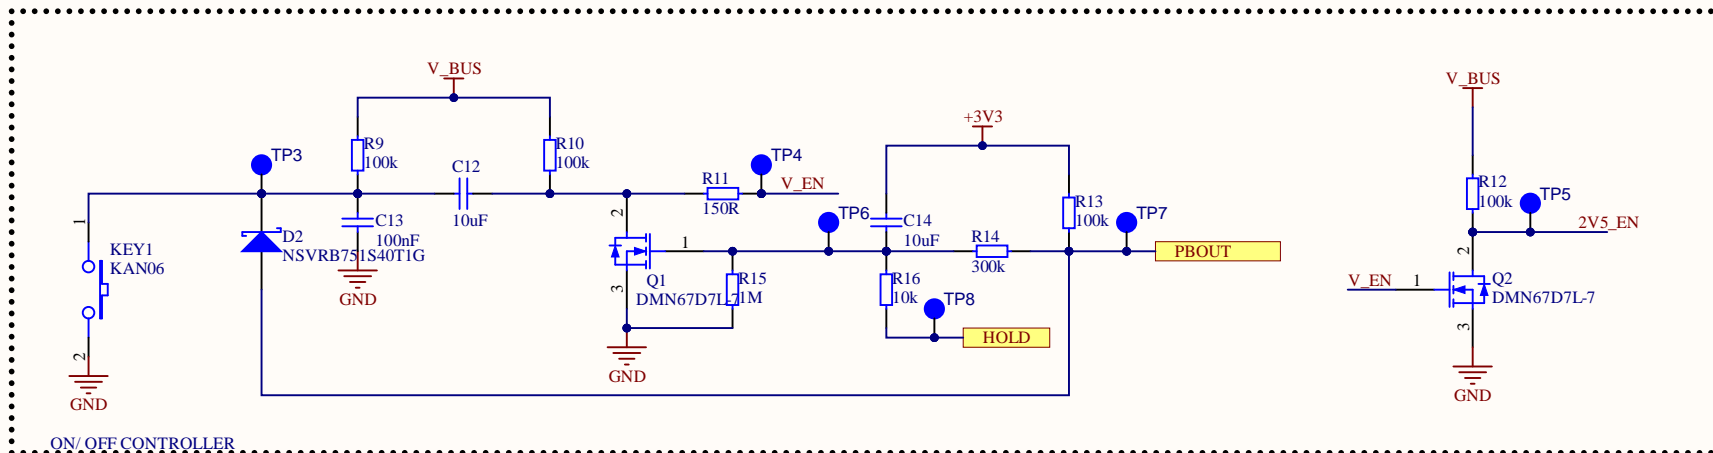 V_BUS
V_BUS
+3V3
TP3
R9
100k
R10
100k
C12
10uF
TP4
R11
150R
V_EN
R12
100k
TP5
2V5_EN
1
C13
100nF
D2
NSVRB751S40T1G
KEY1
KAN06
GND
2
GND
2
1
3
Q1
DMN67D7L-7
GND
TP6
C14
10uF
R13
100k
TP7
R14
300k
PBOUT
R15
1M
R16
10k
TP8
HOLD
V_EN
1
2
3
Q2
DMN67D7L-7
GND
ON/ OFF CONTROLLER